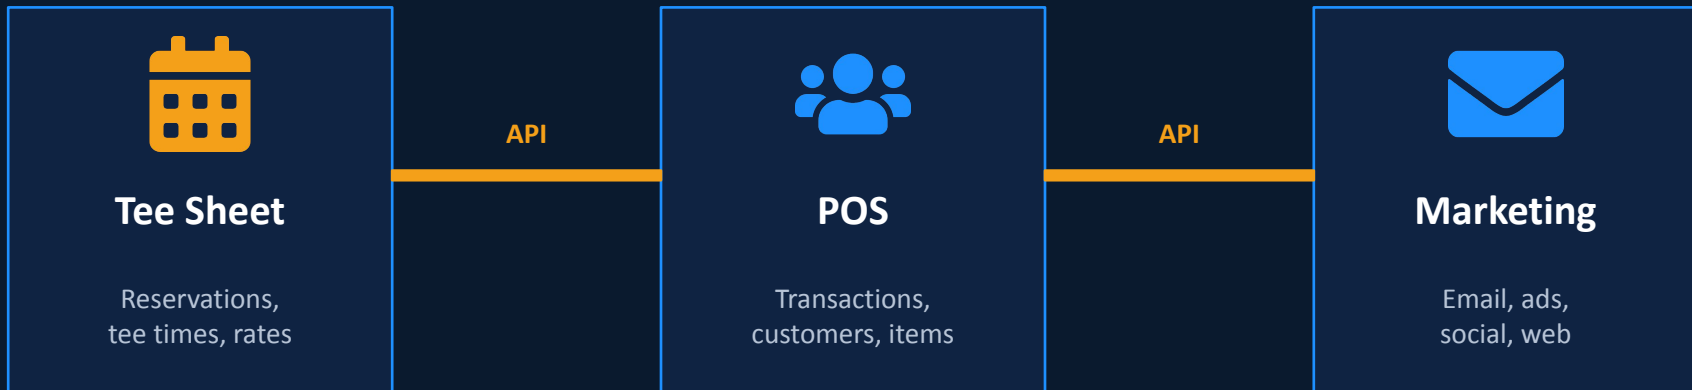 API
API
Tee Sheet
POS
Marketing
Reservations,
tee times, rates
Transactions,
customers, items
Email, ads,
social, web